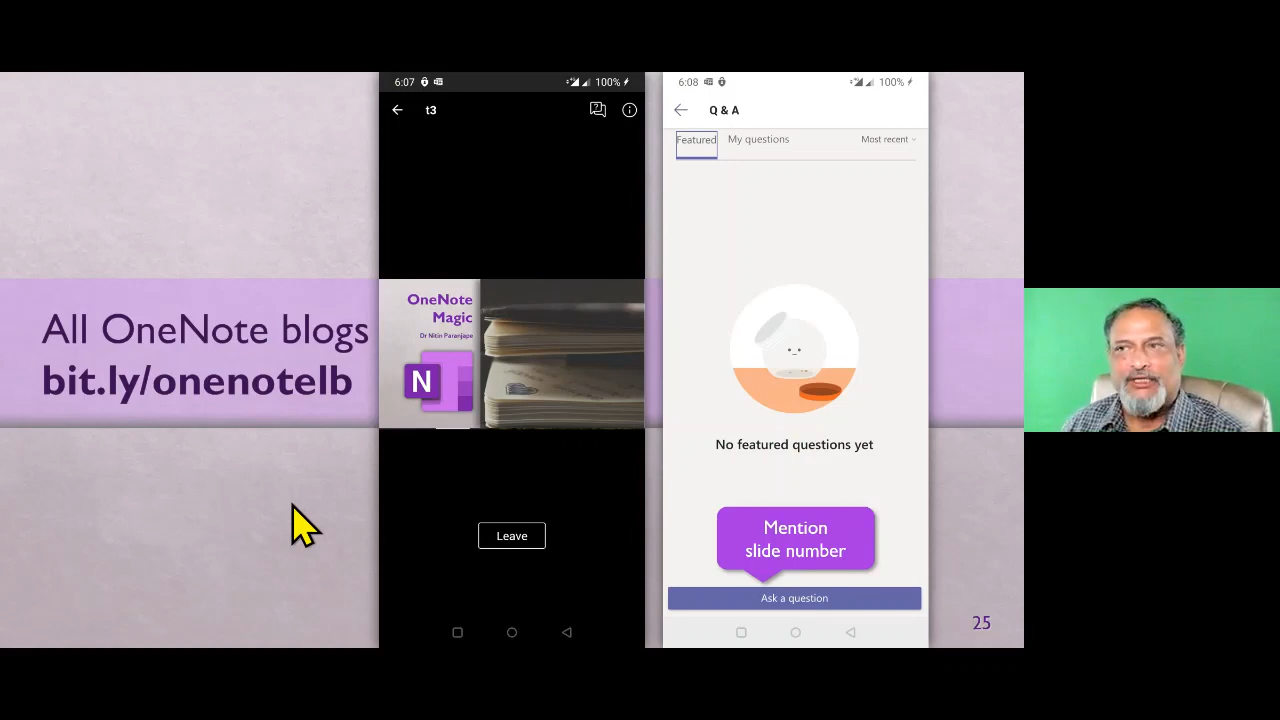 All OneNote blogs
bit.ly/onenotelb
6:07
100%
t3
OneNote
Magic
Dr Nitin Paranjape
N
Leave
6:08
100%
Q & A
Featured
My questions
Most recent
No featured questions yet
Mention
slide number
Ask a question
25